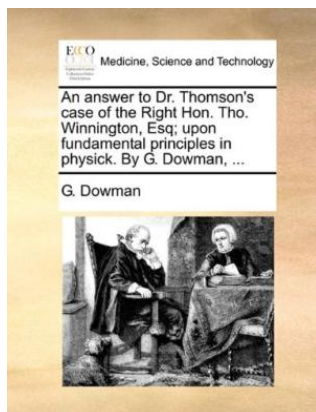 ECCO
Medicine, Science and Technology
An answer to Dr. Thomson's
case of the Right Hon. Tho.
Winnington, Esq; upon
fundamental principles in
physick. By G. Dowman, ...
G. Dowman